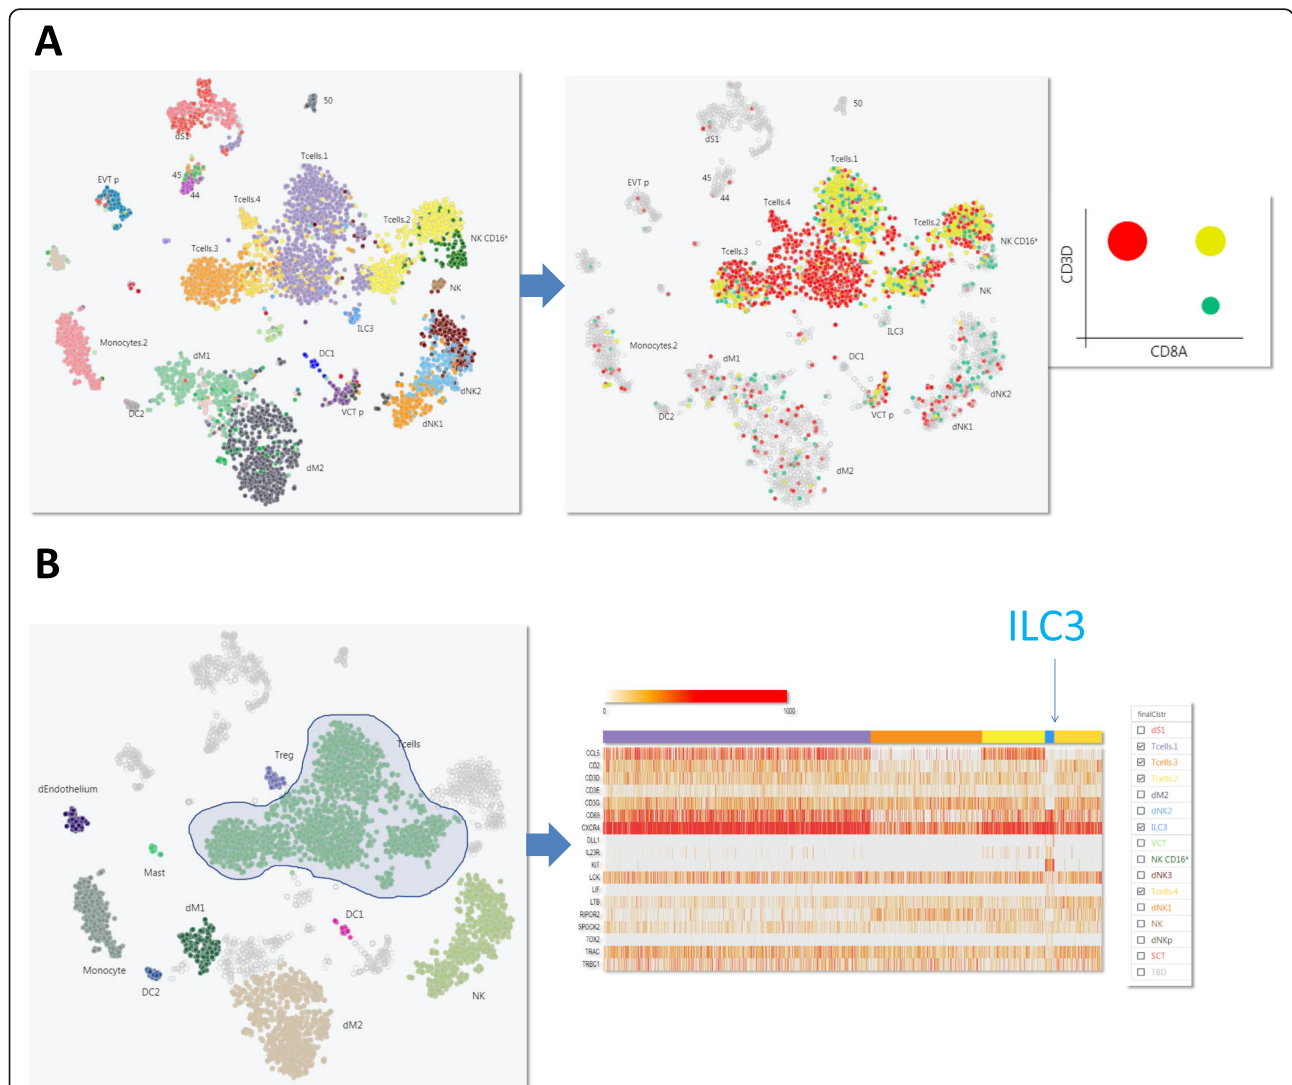 A
50
dS1
45
44
EVT p
Tcells.1
Tcells.4
Tcells.2
NK CD16*
Tcells.3
NK
ILC3
Monocytes.2
dM1
DC1
dNK2
DC2
VCT p
dNK1
dM2
50
dS1
45
44
EVT p
Tcells.1
Tcells.4
Tcells.2
NK CD16*
Tcells.3
NK
ILC3
Monocytes.2
dM1
DC1
dNK2
DC2
VCT p
dNK1
dM2
CD3D
CD8A
B
Treg
Tcells
dEndothelium
Mast
dM1
DC1
Monocyte
DC2
NK
dM2
ILC3
0
1000
CCL5
CD2
CD3D
CD3E
CD3G
CD69
CXCR4
DLL1
IL23R
KIT
LCK
LIF
LTB
RIPOR2
SPOCK2
TOX2
TRAC
TRBC1
finalClstr
dS1
Tcells.1
Tcells.3
Tcells.2
dM2
dNK2
ILC3
VCT
NK CD16*
dNK3
Tcells.4
dNK1
NK
dNKp
SCT
TBD